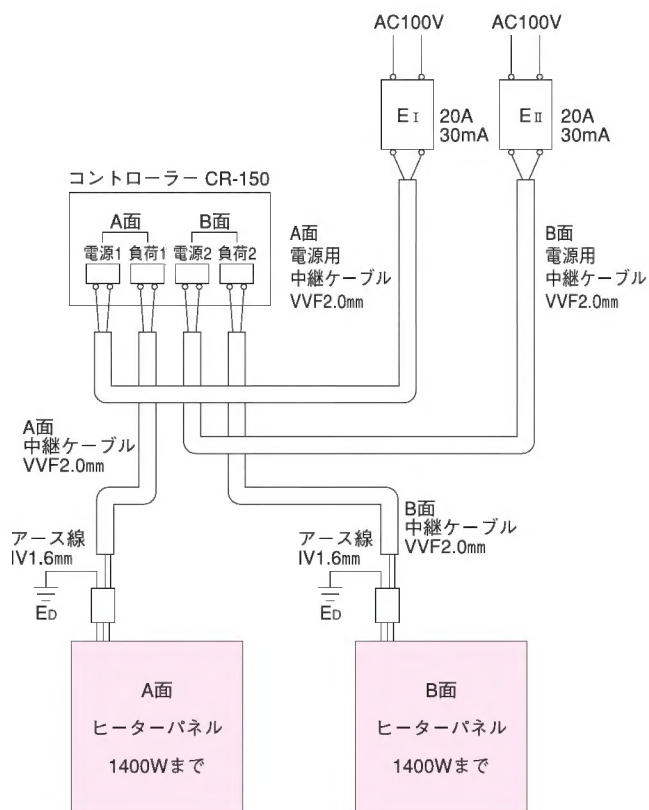 AC100V
AC100V
EⅠ
20A
30mA
EⅡ
20A
30mA
コントローラー CR-150
A面
B面
電源1
負荷1
電源2
負荷2
A面
電源用
中継ケーブル
VVF2.0mm
B面
電源用
中継ケーブル
VVF2.0mm
A面
中継ケーブル
VVF2.0mm
B面
中継ケーブル
VVF2.0mm
アース線
IV1.6mm
ED
アース線
IV1.6mm
ED
A面
ヒーターパネル
1400Wまで
B面
ヒーターパネル
1400Wまで